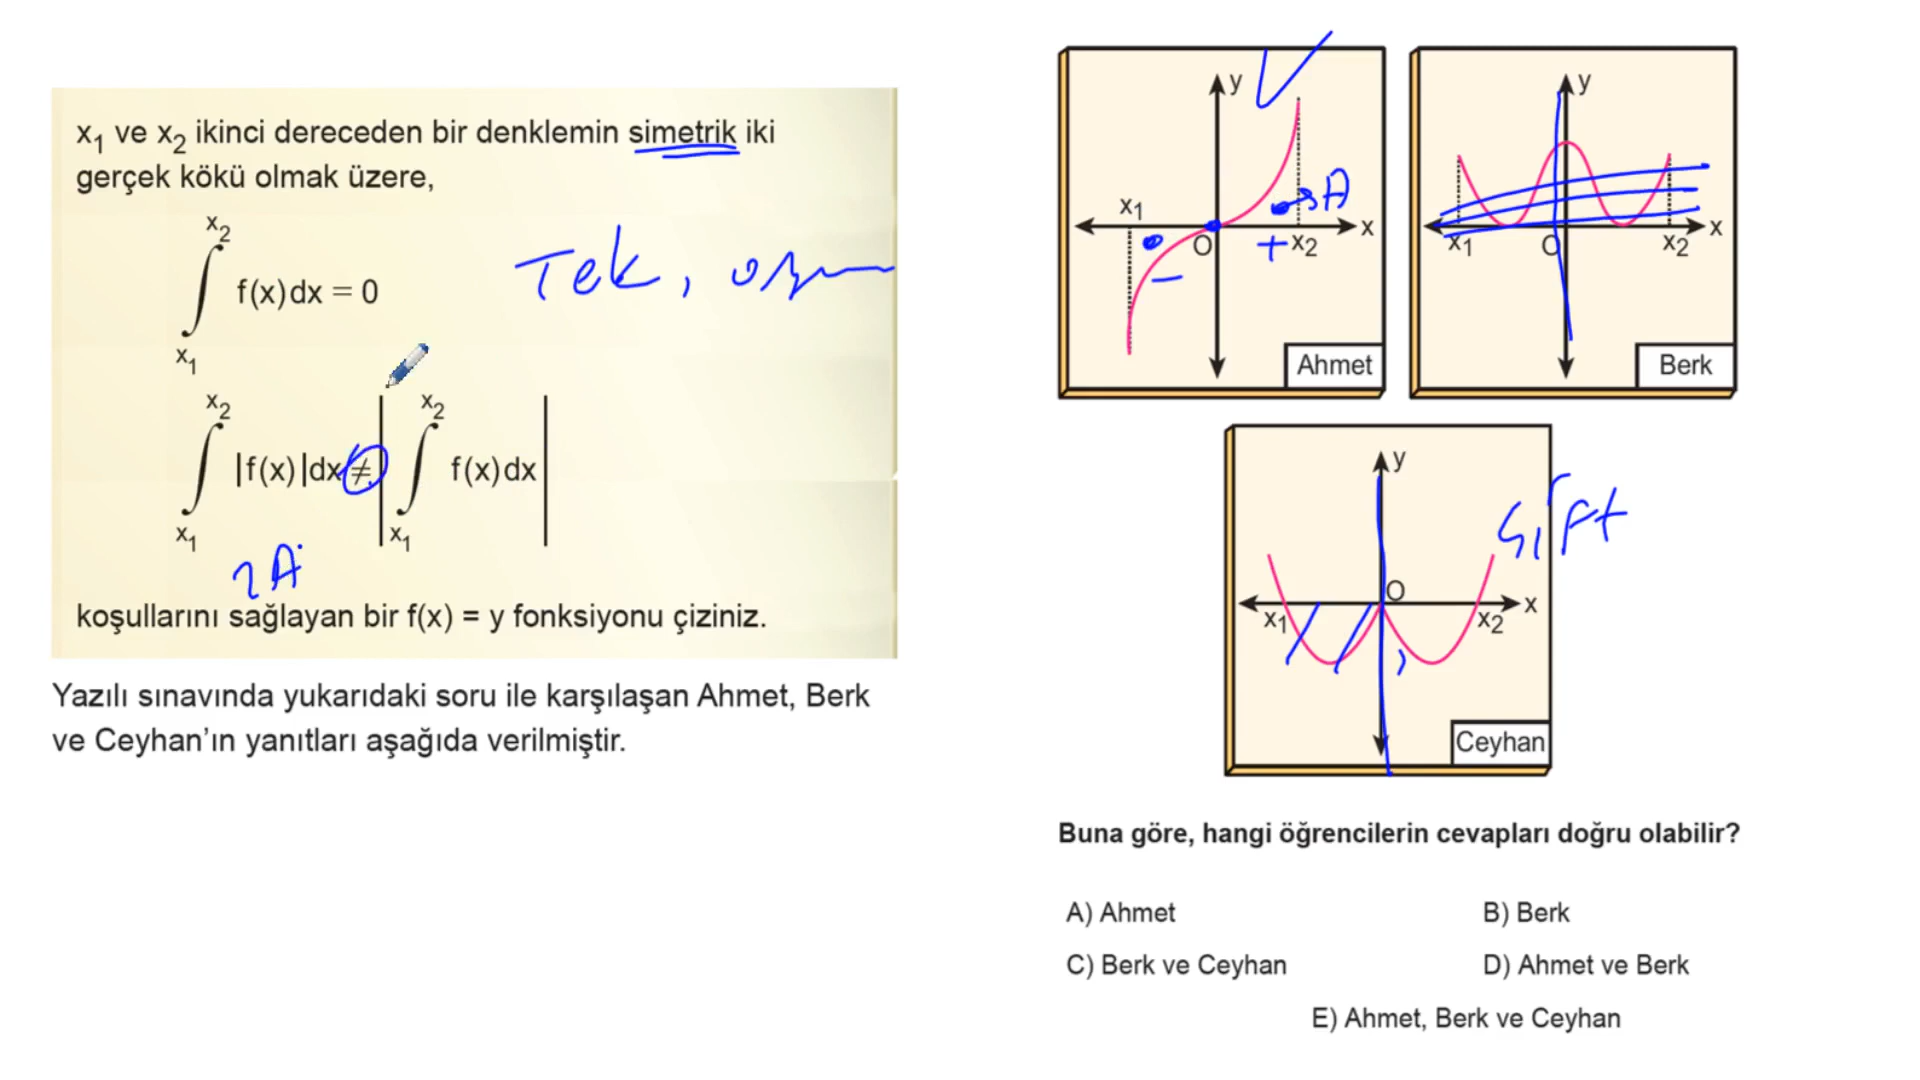 x₁ ve x₂ ikinci dereceden bir denklemin simetrik iki
gerçek kökü olmak üzere,
x₂
∫ f(x)dx = 0
x₁
Tek,
x₂ x₂
∫ |f(x)|dx ≠ | ∫ f(x)dx |
x₁ x₁
2A
koşullarını sağlayan bir f(x) = y fonksiyonu çiziniz.
Yazılı sınavında yukarıdaki soru ile karşılaşan Ahmet, Berk
ve Ceyhan’ın yanıtları aşağıda verilmiştir.
y
A
x₁
x
O
+
x₂
−
Ahmet
y
x
x₁
O
x₂
Berk
y
Çift
O
x
x₁
x₂
Ceyhan
Buna göre, hangi öğrencilerin cevapları doğru olabilir?
A) Ahmet
B) Berk
C) Berk ve Ceyhan
D) Ahmet ve Berk
E) Ahmet, Berk ve Ceyhan